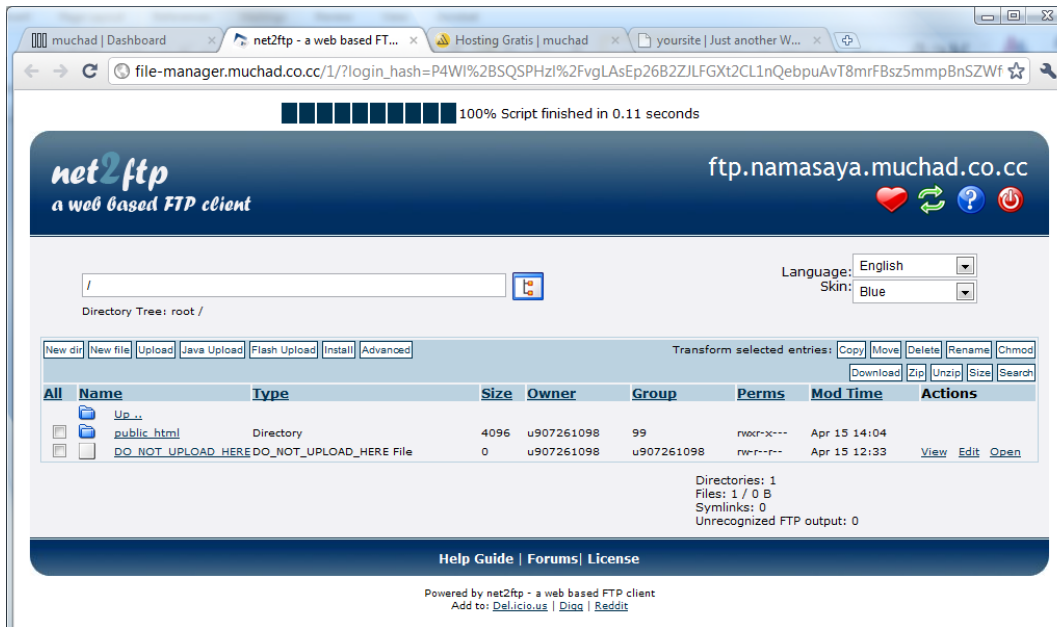 muchad | Dashboard
net2ftp - a web based FT...
Hosting Gratis | muchad
yoursite | Just another W...
file-manager.muchad.co.cc/1/?login_hash=P4WI%2BSQSPHzI%2FvgLAsEp26B2ZJLFGXt2CL1nQebpuAvT8mrFBsz5mmpBnSZWf
100% Script finished in 0.11 seconds
net2ftp
a web based FTP client
ftp.namasaya.muchad.co.cc
/
Directory Tree: root /
Language: English
Skin: Blue
New dir New file Upload Java Upload Flash Upload Install Advanced
Transform selected entries: Copy Move Delete Rename Chmod
Download Zip Unzip Size Search
All Name Type Size Owner Group Perms Mod Time Actions
Up ..
public_html Directory 4096 u907261098 99 rwxr-x--- Apr 15 14:04
DO_NOT_UPLOAD_HERE DO_NOT_UPLOAD_HERE File 0 u907261098 u907261098 rw-r--r-- Apr 15 12:33 View Edit Open
Directories: 1
Files: 1 / 0 B
Symlinks: 0
Unrecognized FTP output: 0
Help Guide | Forums| License
Powered by net2ftp - a web based FTP client
Add to: Del.icio.us | Digg | Reddit